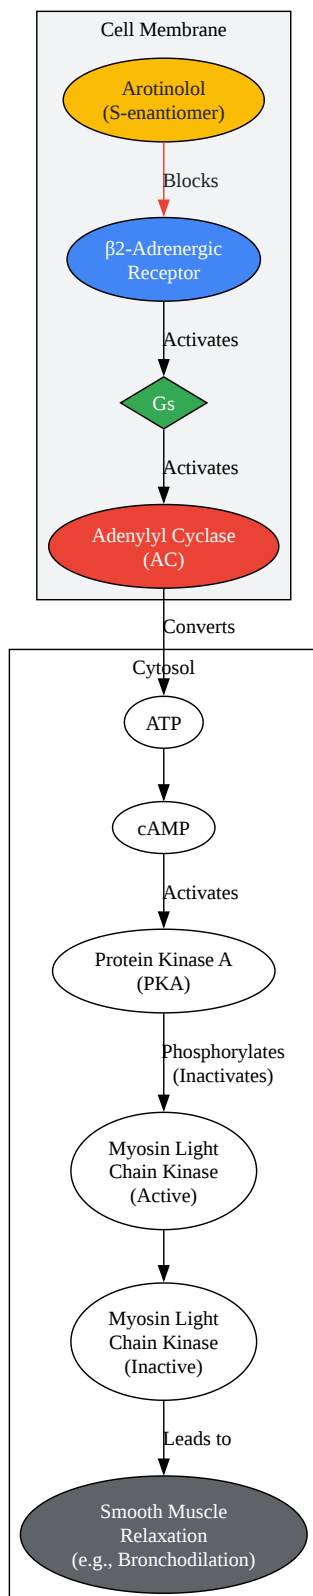 Cell Membrane
Arotinolol
(S-enantiomer)
Blocks
β2-Adrenergic
Receptor
Activates
Gs
Activates
Adenylyl Cyclase
(AC)
Converts
Cytosol
ATP
cAMP
Activates
Protein Kinase A
(PKA)
Phosphorylates
(Inactivates)
Myosin Light
Chain Kinase
(Active)
Myosin Light
Chain Kinase
(Inactive)
Leads to
Smooth Muscle
Relaxation
(e.g., Bronchodilation)